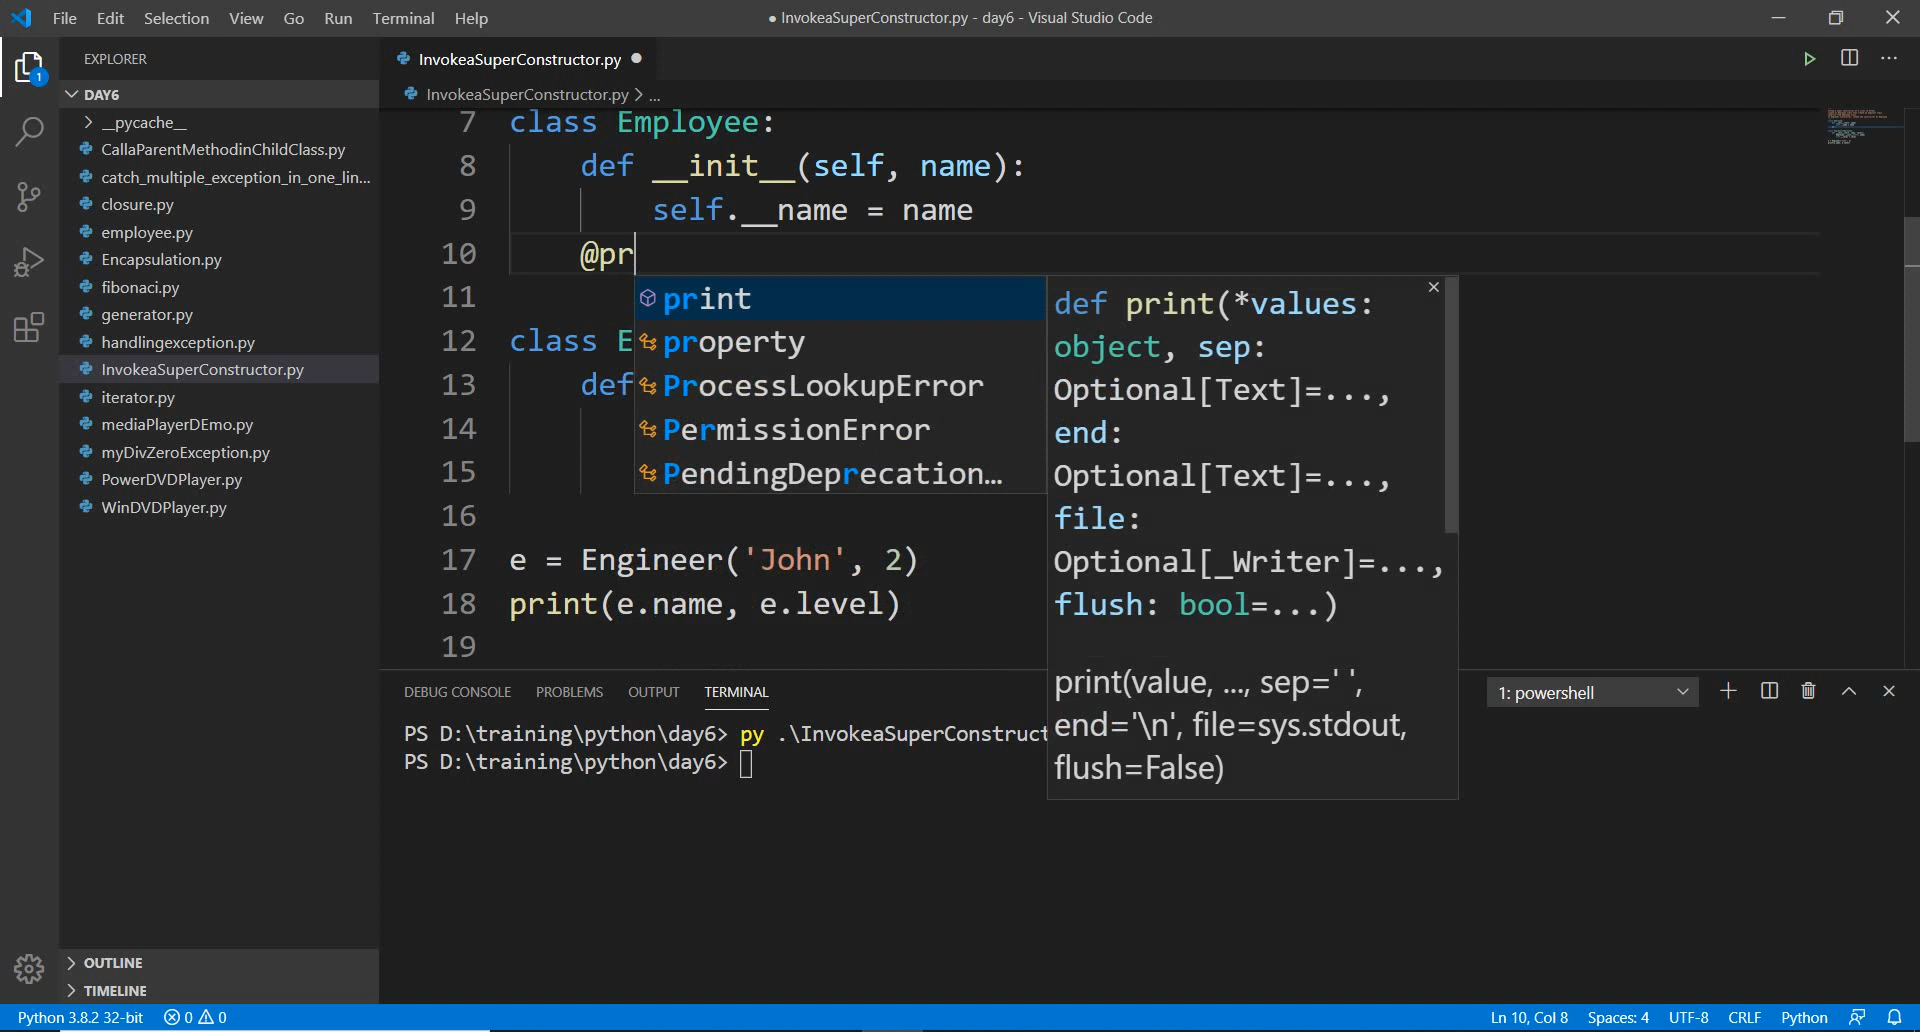 File Edit Selection View Go Run Terminal Help
● InvokeaSuperConstructor.py - day6 - Visual Studio Code
EXPLORER
DAY6
__pycache__
CallaParentMethodinChildClass.py
catch_multiple_exception_in_one_lin...
closure.py
employee.py
Encapsulation.py
fibonaci.py
generator.py
handlingexception.py
InvokeaSuperConstructor.py
iterator.py
mediaPlayerDEmo.py
myDivZeroException.py
PowerDVDPlayer.py
WinDVDPlayer.py
OUTLINE
TIMELINE
1
InvokeaSuperConstructor.py ●
InvokeaSuperConstructor.py > ...
7 class Employee:
8 def __init__(self, name):
9 self.__name = name
10 @pr
11
12 class E
13 def
14
15
16
17 e = Engineer('John', 2)
18 print(e.name, e.level)
19
print
property
ProcessLookupError
PermissionError
PendingDeprecation...
def print(*values:
object, sep:
Optional[Text]=...,
end:
Optional[Text]=...,
file:
Optional[_Writer]=...,
flush: bool=...)
print(value, ..., sep=' ',
end='\n', file=sys.stdout,
flush=False)
DEBUG CONSOLE PROBLEMS OUTPUT TERMINAL
1: powershell
PS D:\training\python\day6> py .\InvokeaSuperConstruct
PS D:\training\python\day6>
Python 3.8.2 32-bit 0 0
Ln 10, Col 8 Spaces: 4 UTF-8 CRLF Python